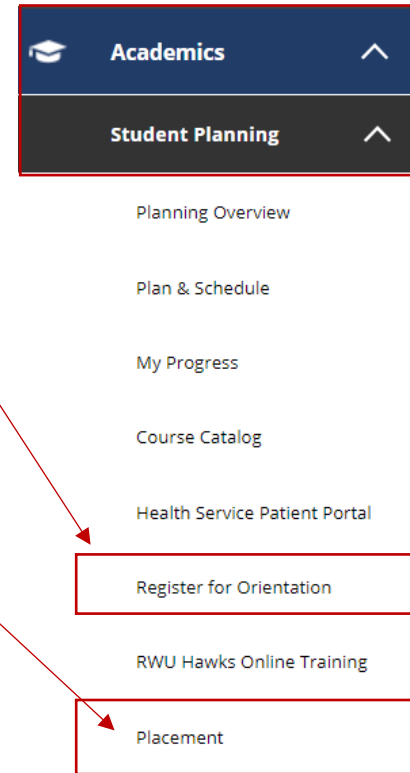 Academics
Student Planning
Planning Overview
Plan & Schedule
My Progress
Course Catalog
Health Service Patient Portal
Register for Orientation
RWU Hawks Online Training
Placement